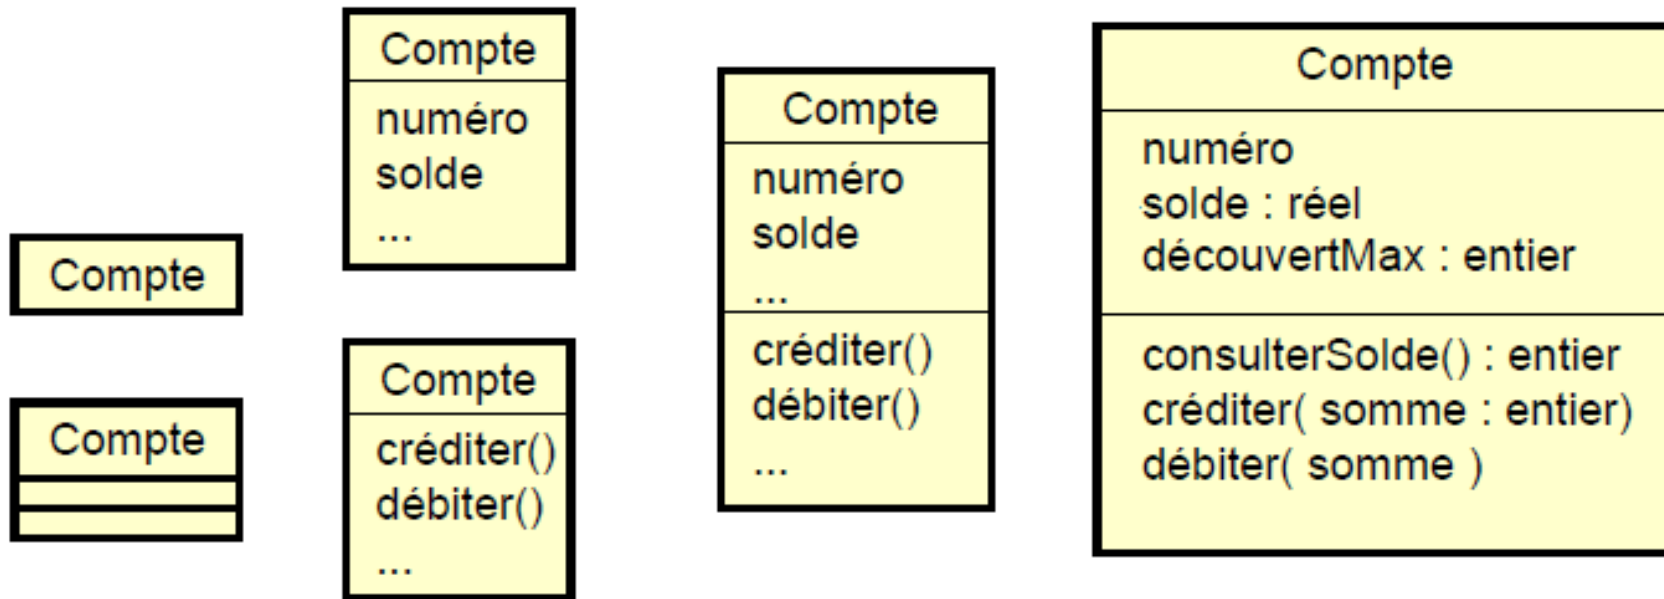 Compte
Compte
Compte
numéro
solde
...
Compte
créditer()
débiter()
...
Compte
numéro
solde
...
créditer()
débiter()
...
Compte
numéro
solde : réel
découvertMax : entier
consulterSolde() : entier
créditer( somme : entier)
débiter( somme )